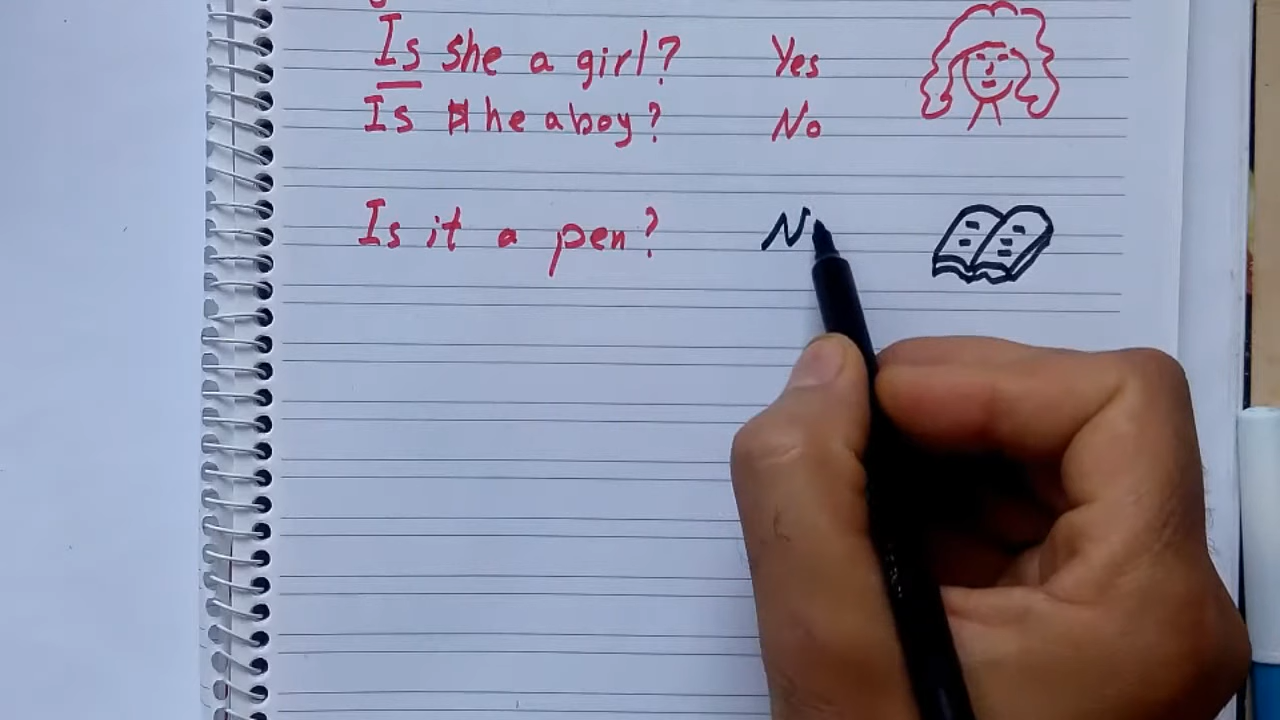 Is she a girl? Yes
Is he a boy? No
Is it a pen? N